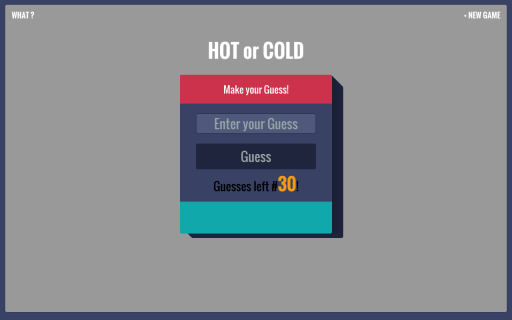 WHAT ?
+ NEW GAME
HOT or COLD
Make your Guess!
Enter your Guess
Guess
Guesses left #30!